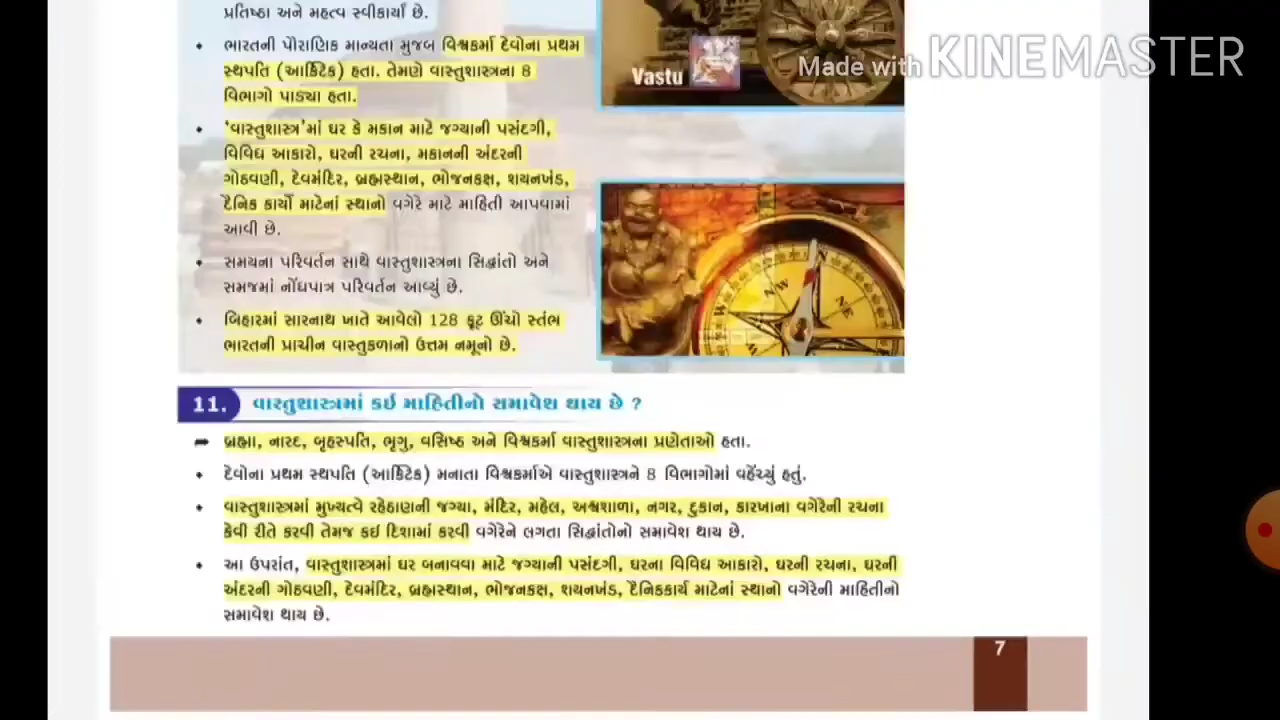 પ્રતિષ્ઠા અને મહત્વ સ્વીકાર્યાં છે.
• ભારતની પૌરાણિક માન્યતા મુજબ વિશ્વકર્મા દેવોના પ્રથમ
સ્થપતિ (આર્કિટેક) હતા. તેમણે વાસ્તુશાસ્ત્રના 8
વિભાગો પાડ્યા હતા.
• ‘વાસ્તુશાસ્ત્ર’માં ઘર કે મકાન માટે જગ્યાની પસંદગી,
વિવિધ આકારો, ઘરની રચના, મકાનની અંદરની
ગોઠવણી, દેવમંદિર, બ્રહ્મસ્થાન, ભોજનકક્ષ, શયનખંડ,
દૈનિક કાર્યો માટેનાં સ્થાનો વગેરે માટે માહિતી આપવામાં
આવી છે.
• સમયના પરિવર્તન સાથે વાસ્તુશાસ્ત્રના સિદ્ધાંતો અને
સમજમાં નોંધપાત્ર પરિવર્તન આવ્યું છે.
• બિહારમાં સારનાથ ખાતે આવેલો 128 ફૂટ ઊંચો સ્તંભ
ભારતની પ્રાચીન વાસ્તુકળાનો ઉત્તમ નમૂનો છે.
Vastu
Made with KINEMASTER
N
NW
NE
W
E
11. વાસ્તુશાસ્ત્રમાં કઇ માહિતીનો સમાવેશ થાય છે ?
➡ બ્રહ્મા, નારદ, બૃહસ્પતિ, ભૃગુ, વસિષ્ઠ અને વિશ્વકર્મા વાસ્તુશાસ્ત્રના પ્રણેતાઓ હતા.
• દેવોના પ્રથમ સ્થપતિ (આર્કિટેક) મનાતા વિશ્વકર્માએ વાસ્તુશાસ્ત્રને 8 વિભાગોમાં વહેંચ્યું હતું.
• વાસ્તુશાસ્ત્રમાં મુખ્યત્વે રહેઠાણની જગ્યા, મંદિર, મહેલ, અશ્વશાળા, નગર, દુકાન, કારખાના વગેરેની રચના
કેવી રીતે કરવી તેમજ કઇ દિશામાં કરવી વગેરેને લગતા સિદ્ધાંતોનો સમાવેશ થાય છે.
• આ ઉપરાંત, વાસ્તુશાસ્ત્રમાં ઘર બનાવવા માટે જગ્યાની પસંદગી, ઘરના વિવિધ આકારો, ઘરની રચના, ઘરની
અંદરની ગોઠવણી, દેવમંદિર, બ્રહ્મસ્થાન, ભોજનકક્ષ, શયનખંડ, દૈનિકકાર્ય માટેનાં સ્થાનો વગેરેની માહિતીનો
સમાવેશ થાય છે.
7